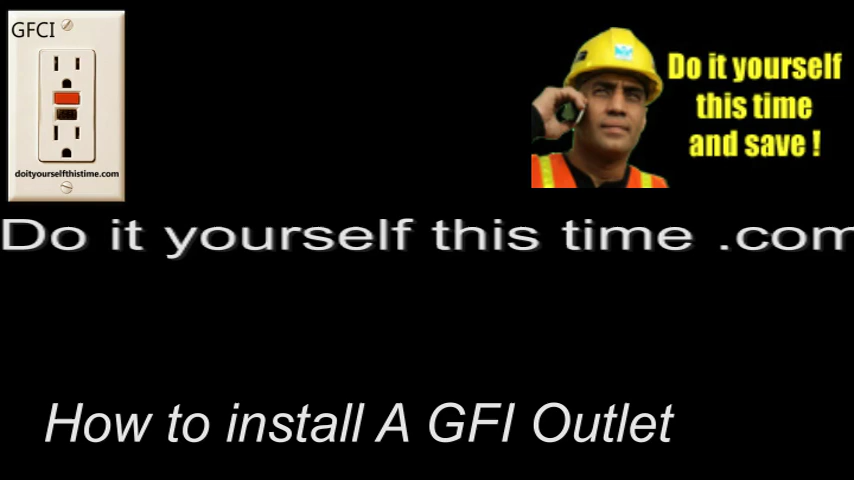 GFCI
doityourselfthistime.com
Do it yourself
this time
and save !
Do it yourself this time .com
How to install A GFI Outlet